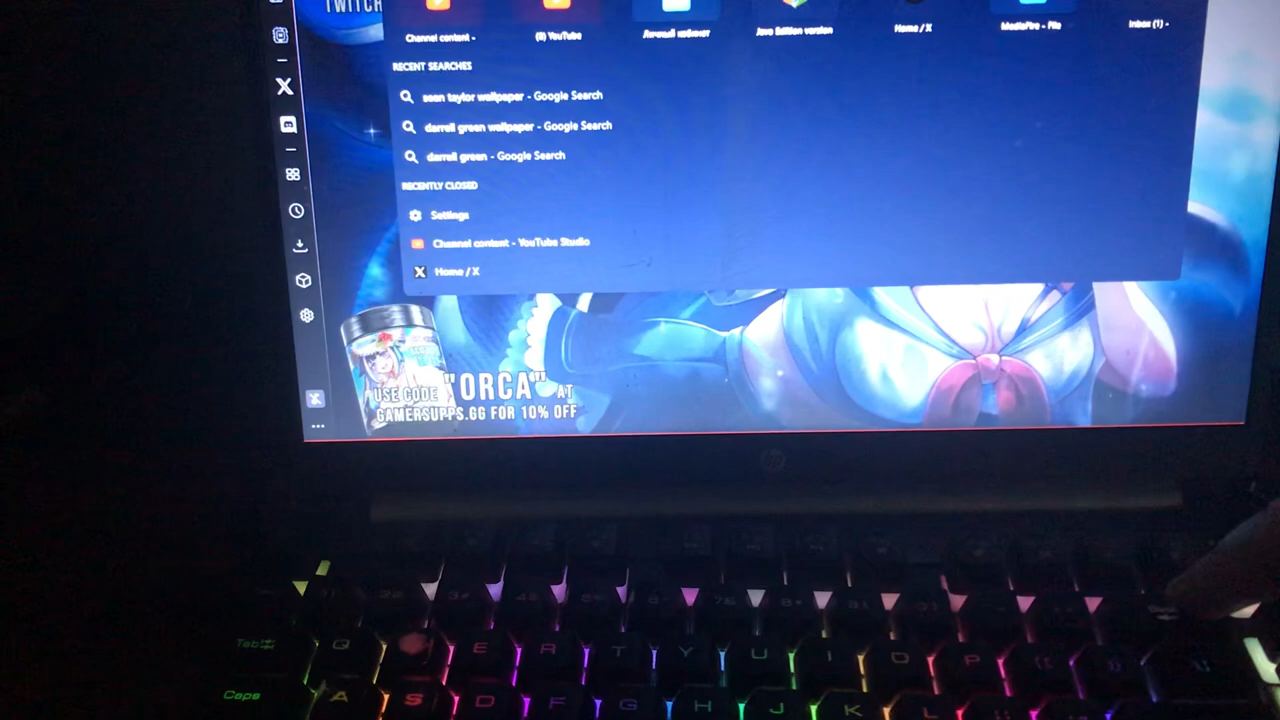 TWITCH
Channel content -
(8) YouTube
Личный кабинет
Java Edition version
Home / X
MediaFire - File
Inbox (1) -
RECENT SEARCHES
sean taylor wallpaper - Google Search
darrell green wallpaper - Google Search
darrell green - Google Search
RECENTLY CLOSED
Settings
Channel content - YouTube Studio
Home / X
USE CODE "ORCA" AT
GAMERSUPPS.GG FOR 10% OFF
hp
Tab Q E R T Y U I O P
Caps A S D F G H J K L